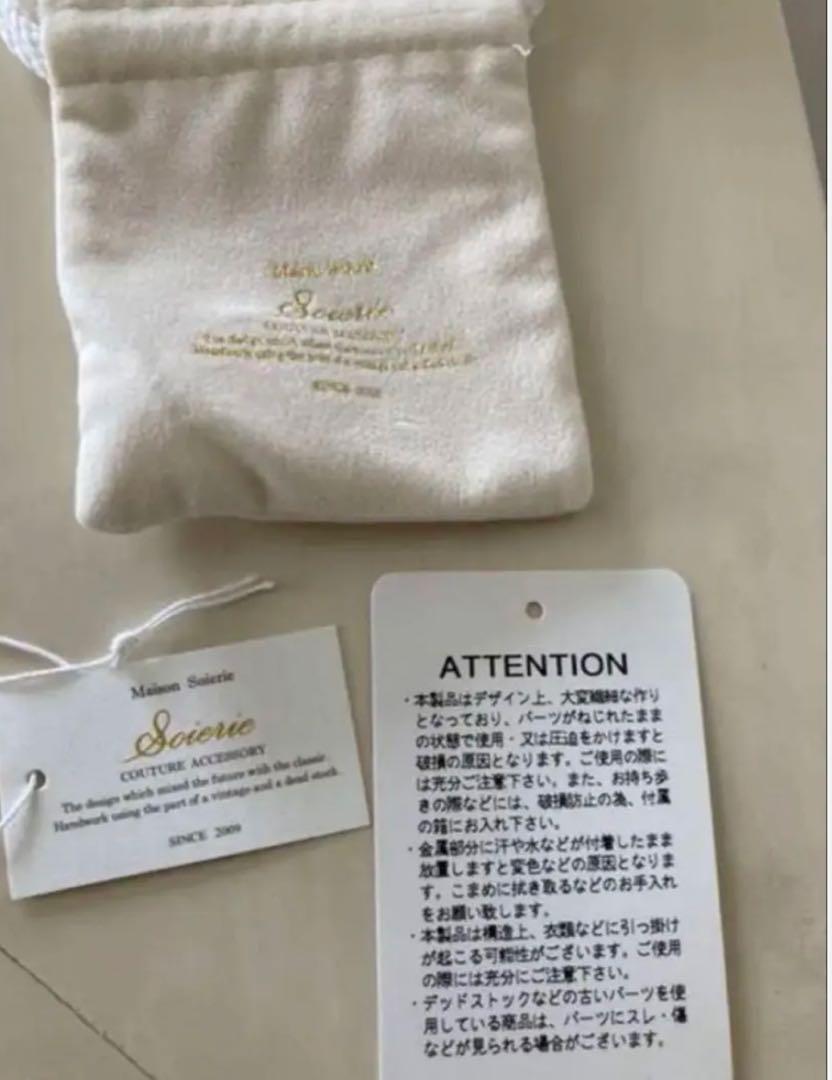 Soierie
Maison Soierie
Soierie
COUTURE ACCESSORY
The design which mixed the future with the classic
Handwork using the part of a vintage and a dead stock
SINCE 2009
ATTENTION
・本製品はデザイン上、大変繊細な作り
となっており、パーツがねじれたまま
の状態で使用・又は圧迫をかけますと
破損の原因となります。ご使用の際に
は充分ご注意下さい。また、お持ち歩
きの際などには、破損防止の為、付属
の箱にお入れ下さい。
・金属部分に汗や水などが付着したまま
放置しますと変色などの原因となりま
す。こまめに拭き取るなどのお手入れ
をお願い致します。
・本製品は構造上、衣類などに引っ掛け
が起こる可能性がございます。ご使用
の際には充分にご注意下さい。
・デッドストックなどの古いパーツを使
用している商品は、パーツにスレ・傷
などが見られる場合がございます。